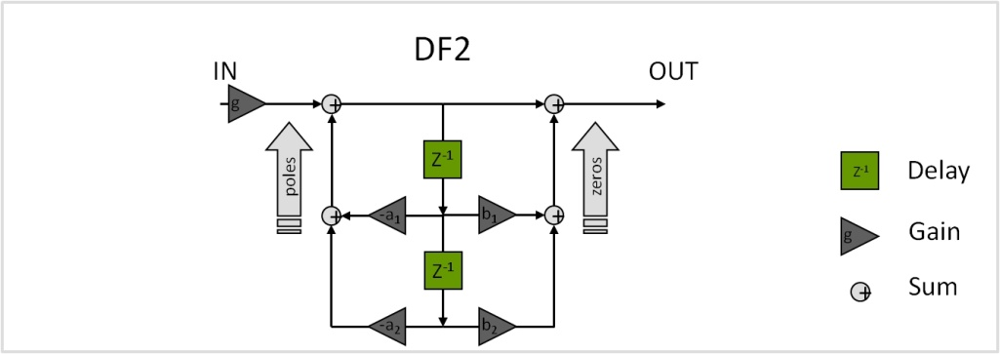 DF2
IN
OUT
g
Z⁻¹
poles
zeros
Z⁻¹
Delay
-a₁
b₁
g
Gain
Z⁻¹
Sum
-a₂
b₂